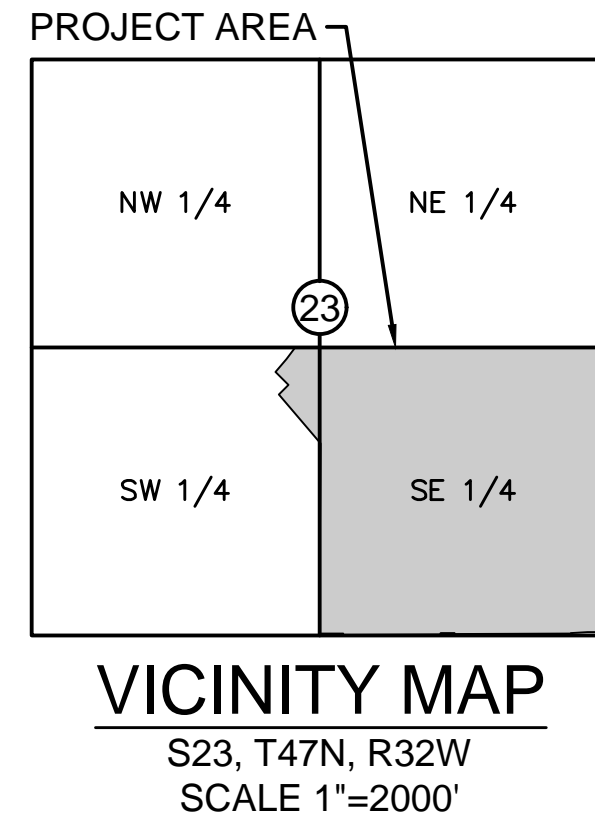 PROJECT AREA
NW 1/4
NE 1/4
23
SW 1/4
SE 1/4
VICINITY MAP
S23, T47N, R32W
SCALE 1"=2000'